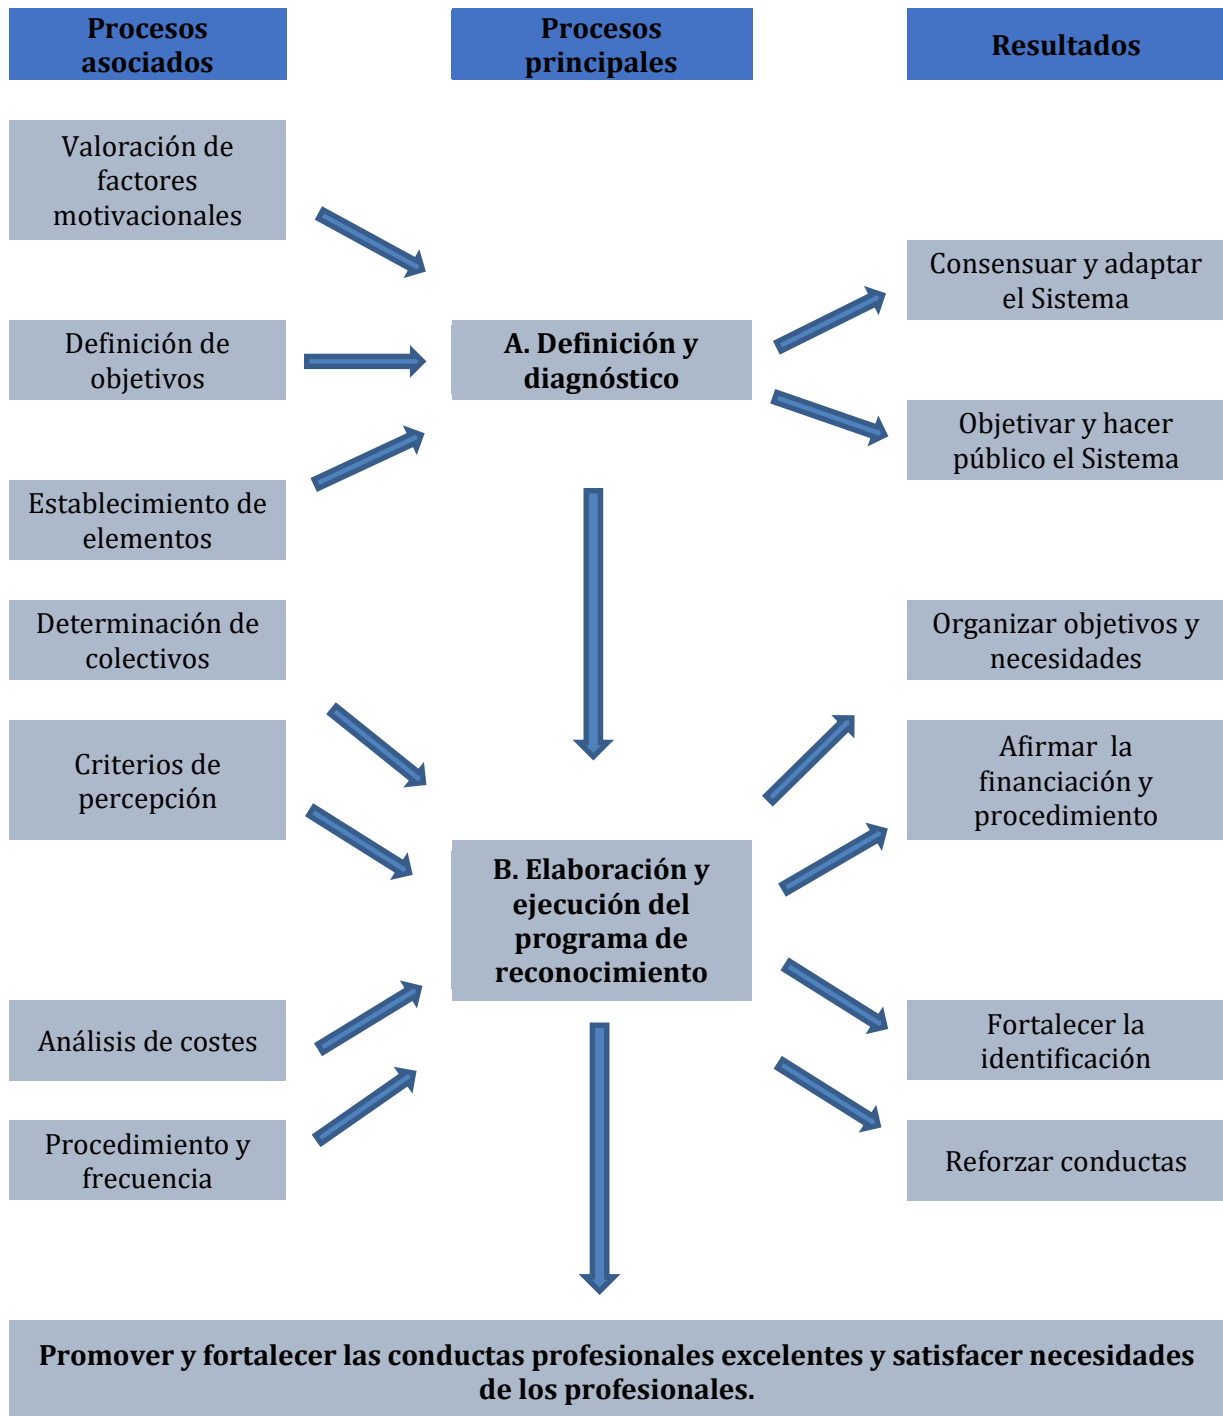 Procesos
asociados
Procesos
principales
Resultados
Valoración de
factores
motivacionales
Consensuar y adaptar
el Sistema
Definición de
objetivos
A. Definición y
diagnóstico
Objetivar y hacer
público el Sistema
Establecimiento de
elementos
Determinación de
colectivos
Organizar objetivos y
necesidades
Criterios de
percepción
Afirmar la
financiación y
procedimiento
B. Elaboración y
ejecución del
programa de
reconocimiento
Análisis de costes
Fortalecer la
identificación
Procedimiento y
frecuencia
Reforzar conductas
Promover y fortalecer las conductas profesionales excelentes y satisfacer necesidades
de los profesionales.